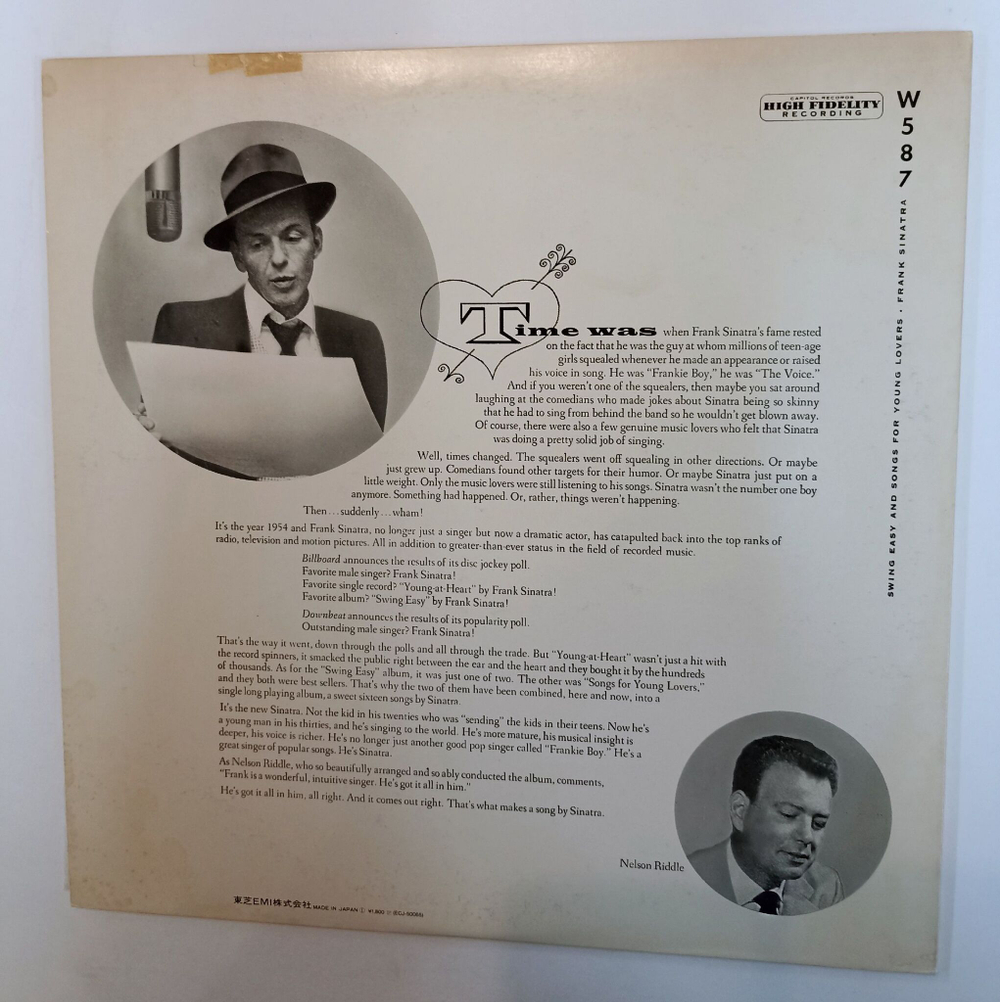 CAPITOL RECORDS
HIGH FIDELITY
RECORDING
W
5
8
7
SWING EASY AND SONGS FOR YOUNG LOVERS · FRANK SINATRA
Time was when Frank Sinatra's fame rested
on the fact that he was the guy at whom millions of teen-age
girls squealed whenever he made an appearance or raised
his voice in song. He was "Frankie Boy," he was "The Voice."
And if you weren't one of the squealers, then maybe you sat around
laughing at the comedians who made jokes about Sinatra being so skinny
that he had to sing from behind the band so he wouldn't get blown away.
Of course, there were also a few genuine music lovers who felt that Sinatra
was doing a pretty solid job of singing.
Well, times changed. The squealers went off squealing in other directions. Or maybe
just grew up. Comedians found other targets for their humor. Or maybe Sinatra just put on a
little weight. Only the music lovers were still listening to his songs. Sinatra wasn't the number one boy
anymore. Something had happened. Or, rather, things weren't happening.
Then...suddenly...wham!
It's the year 1954 and Frank Sinatra, no longer just a singer but now a dramatic actor, has catapulted back into the top ranks of
radio, television and motion pictures. All in addition to greater-than-ever status in the field of recorded music.
Billboard announces the results of its disc jockey poll.
Favorite male singer? Frank Sinatra!
Favorite single record? "Young-at-Heart" by Frank Sinatra!
Favorite album? "Swing Easy" by Frank Sinatra!
Downbeat announces the results of its popularity poll.
Outstanding male singer? Frank Sinatra!
That's the way it went, down through the polls and all through the trade. But "Young-at-Heart" wasn't just a hit with
the record spinners, it smacked the public right between the ear and the heart and they bought it by the hundreds
of thousands. As for the "Swing Easy" album, it was just one of two. The other was "Songs for Young Lovers,"
and they both were best sellers. That's why the two of them have been combined, here and now, into a
single long playing album, a sweet sixteen songs by Sinatra.
It's the new Sinatra. Not the kid in his twenties who was "sending" the kids in their teens. Now he's
a young man in his thirties, and he's singing to the world. He's more mature, his musical insight is
deeper, his voice is richer. He's no longer just another good pop singer called "Frankie Boy." He's a
great singer of popular songs. He's Sinatra.
As Nelson Riddle, who so beautifully arranged and so ably conducted the album, comments,
"Frank is a wonderful, intuitive singer. He's got it all in him."
He's got it all in him, all right. And it comes out right. That's what makes a song by Sinatra.
Nelson Riddle
東芝EMI株式会社 MADE IN JAPAN ¥1,800